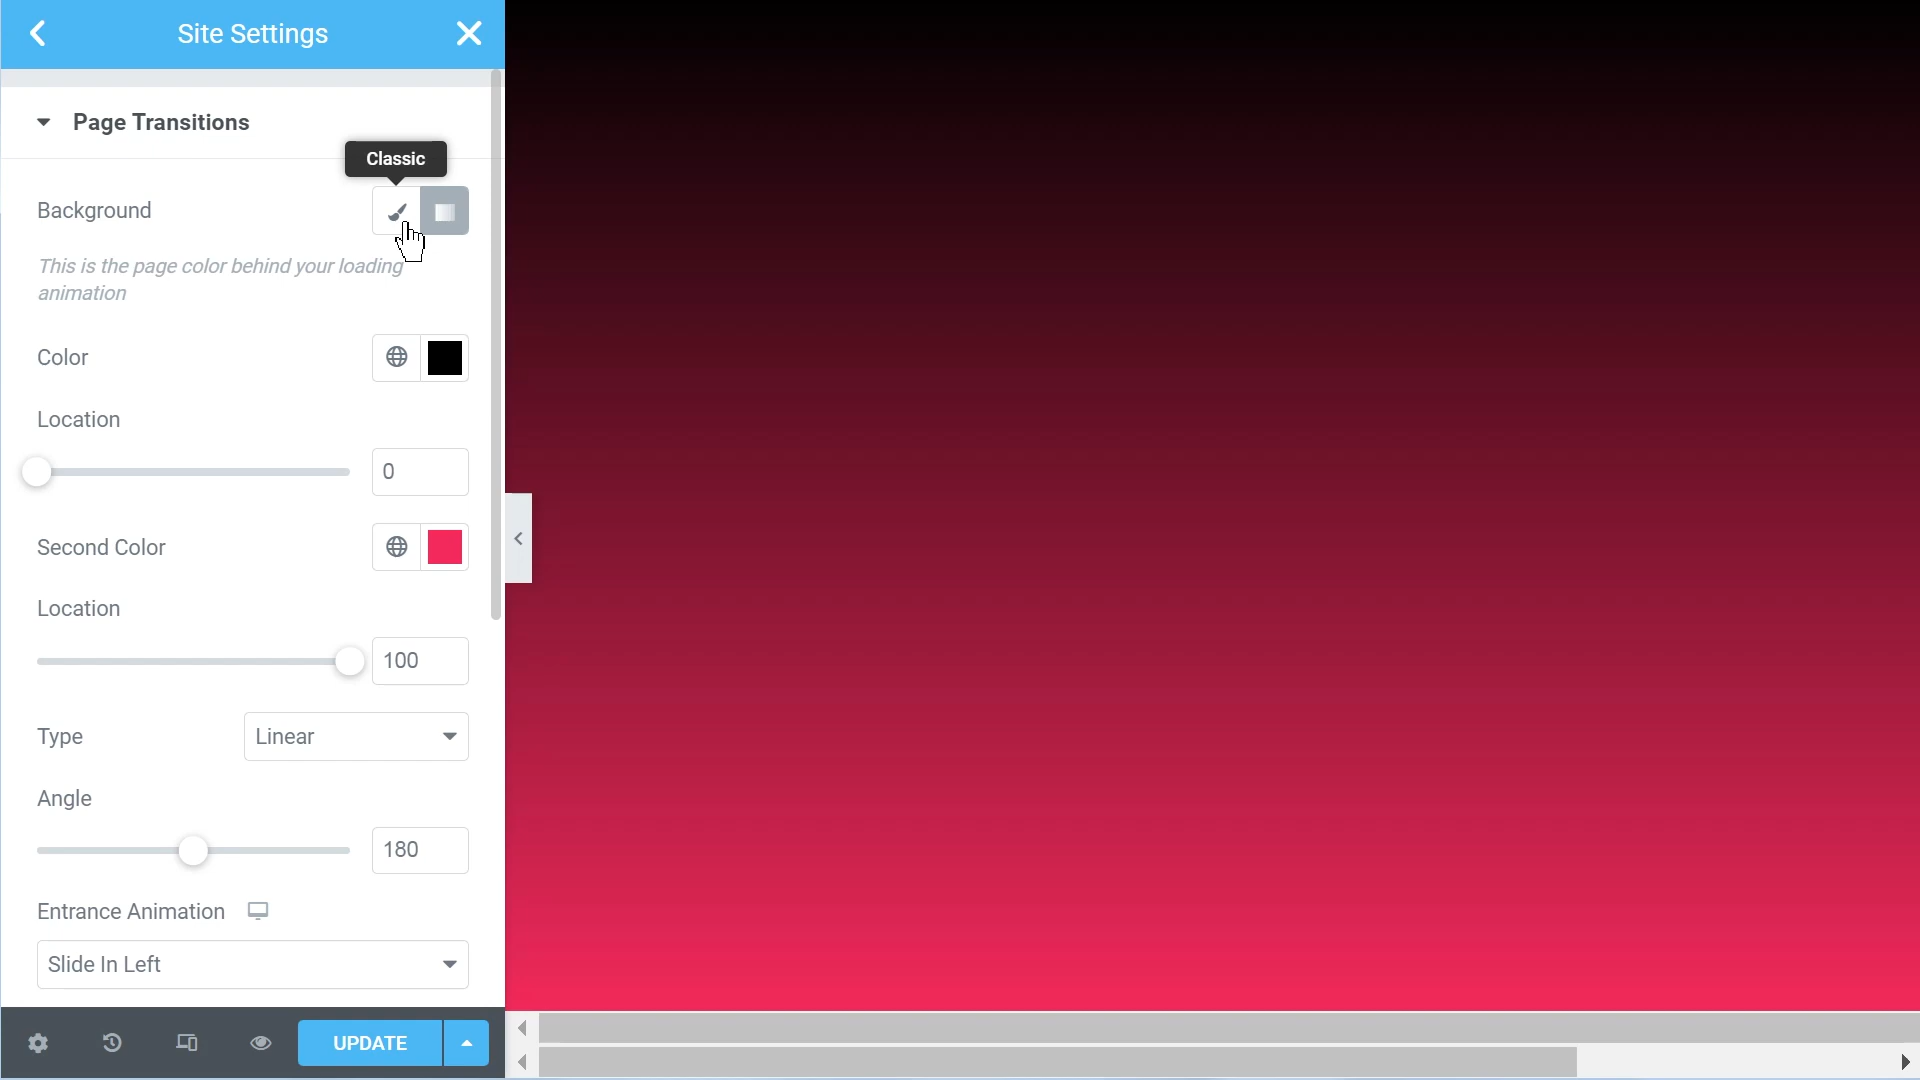 Site Settings
Page Transitions
Classic
Background
This is the page color behind your loading
animation
Color
Location
0
Second Color
Location
100
Type
Linear
Angle
180
Entrance Animation
Slide In Left
UPDATE